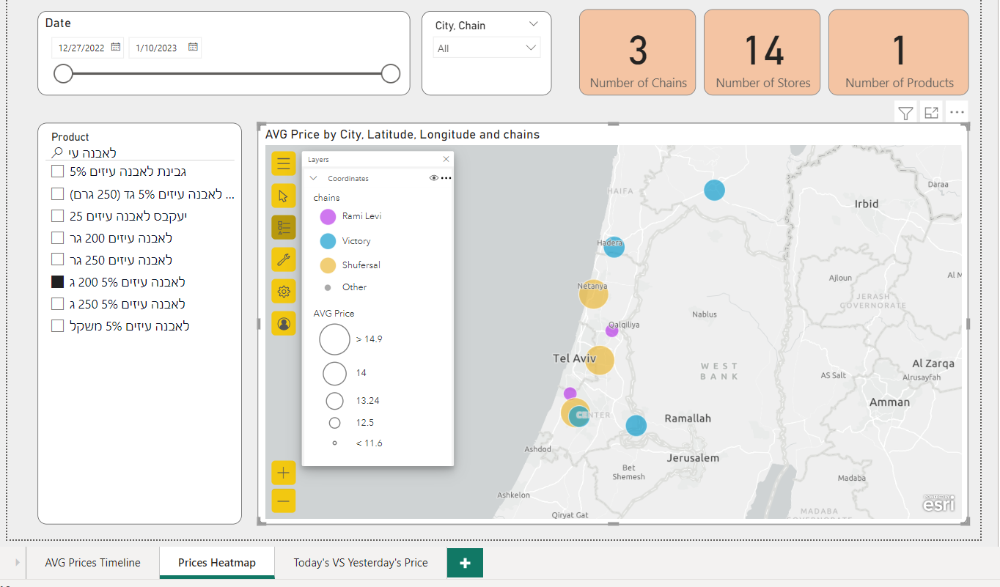 Date
12/27/2022
1/10/2023
City, Chain
All
3
Number of Chains
14
Number of Stores
1
Number of Products
Product
לאבנה עי
גבינת לאבנה עיזים 5%
לאבנה עיזים 5% גד (250 גרם) ...
יעקבס לאבנה עיזים 25
לאבנה עיזים 200 גר
לאבנה עיזים 250 גר
לאבנה עיזים 5% 200 ג
לאבנה עיזים 5% 250 ג
לאבנה עיזים 5% משקל
AVG Price by City, Latitude, Longitude and chains
Layers
Coordinates
chains
Rami Levi
Victory
Shufersal
Other
AVG Price
> 14.9
14
13.24
12.5
< 11.6
HAIFA
Daraa
Irbid
Hadera
Netanya
Ajloun
Al M
JERASH
GOVERNORATE
Nablus
Qalqiliya
Tel Aviv
WEST
BANK
Al Zarqa
AS Salt
Alrusayfah
Amman
CENTER
Ramallah
Ashdod
Jerusalem
Bet
Shemesh
Madaba
Ashkelon
Qiryat Gat
MADABA
GOVERNORATE
POWERED BY
esri
AVG Prices Timeline
Prices Heatmap
Today's VS Yesterday's Price